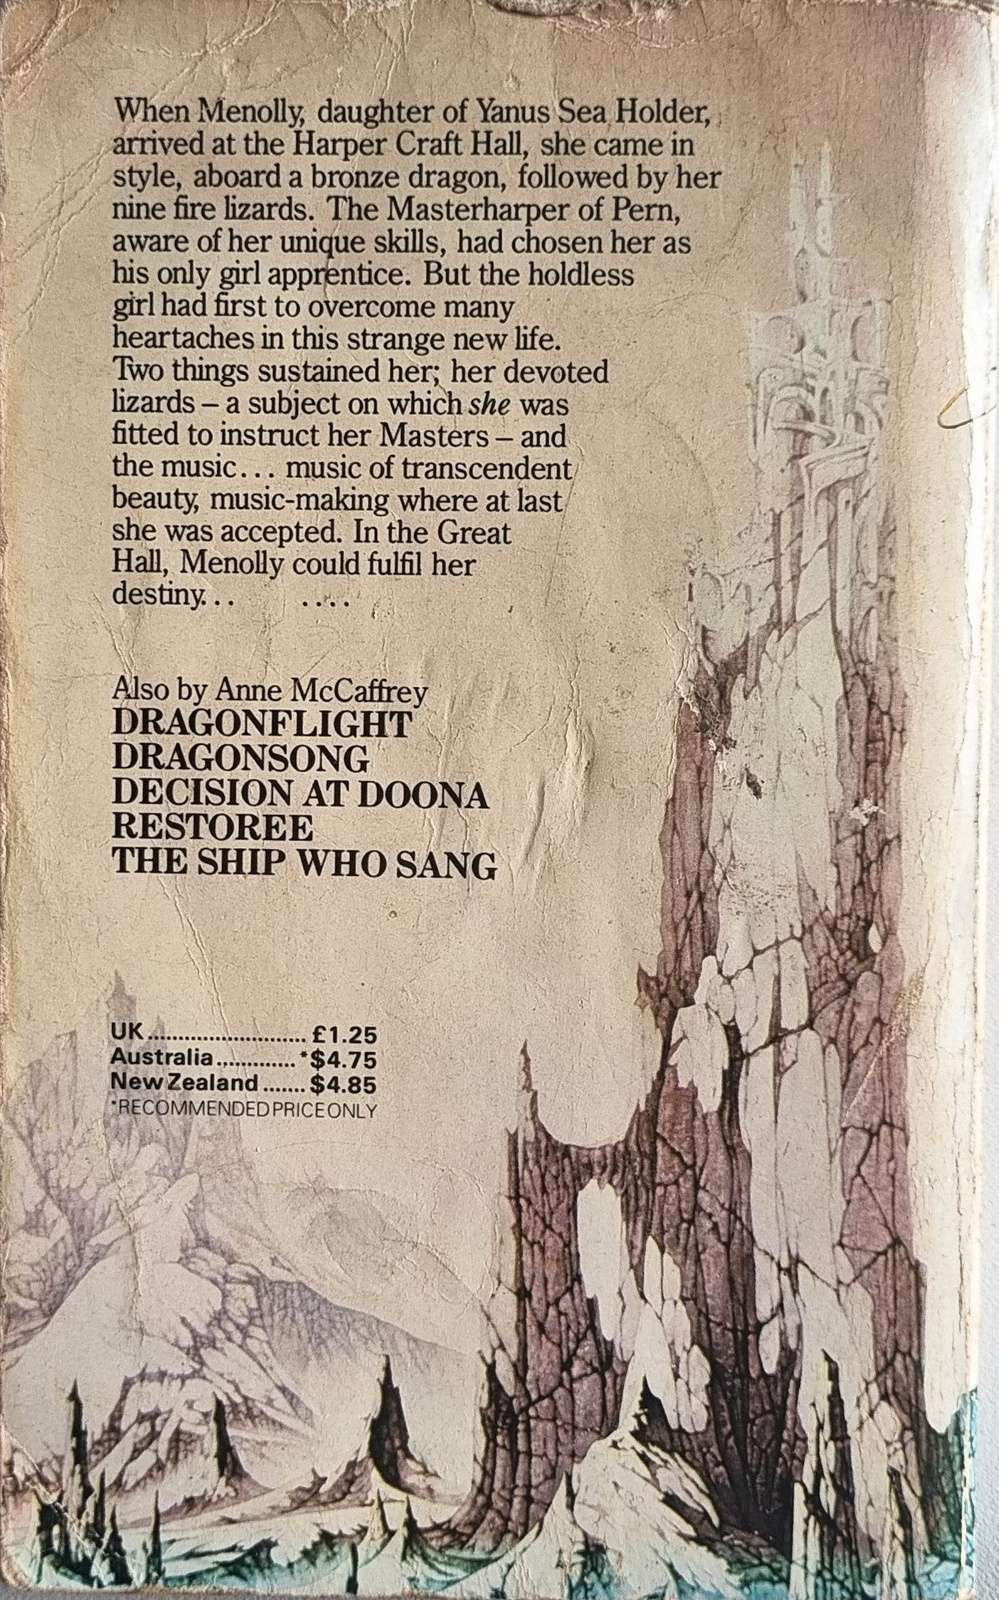 When Menolly, daughter of Yanus Sea Holder,
arrived at the Harper Craft Hall, she came in
style, aboard a bronze dragon, followed by her
nine fire lizards. The Masterharper of Pern,
aware of her unique skills, had chosen her as
his only girl apprentice. But the holdless
girl had first to overcome many
heartaches in this strange new life.
Two things sustained her; her devoted
lizards – a subject on which she was
fitted to instruct her Masters – and
the music... music of transcendent
beauty, music-making where at last
she was accepted. In the Great
Hall, Menolly could fulfil her
destiny... ....
Also by Anne McCaffrey
DRAGONFLIGHT
DRAGONSONG
DECISION AT DOONA
RESTOREE
THE SHIP WHO SANG
UK.......................... £1.25
Australia............. *$4.75
New Zealand ....... $4.85
*RECOMMENDED PRICE ONLY